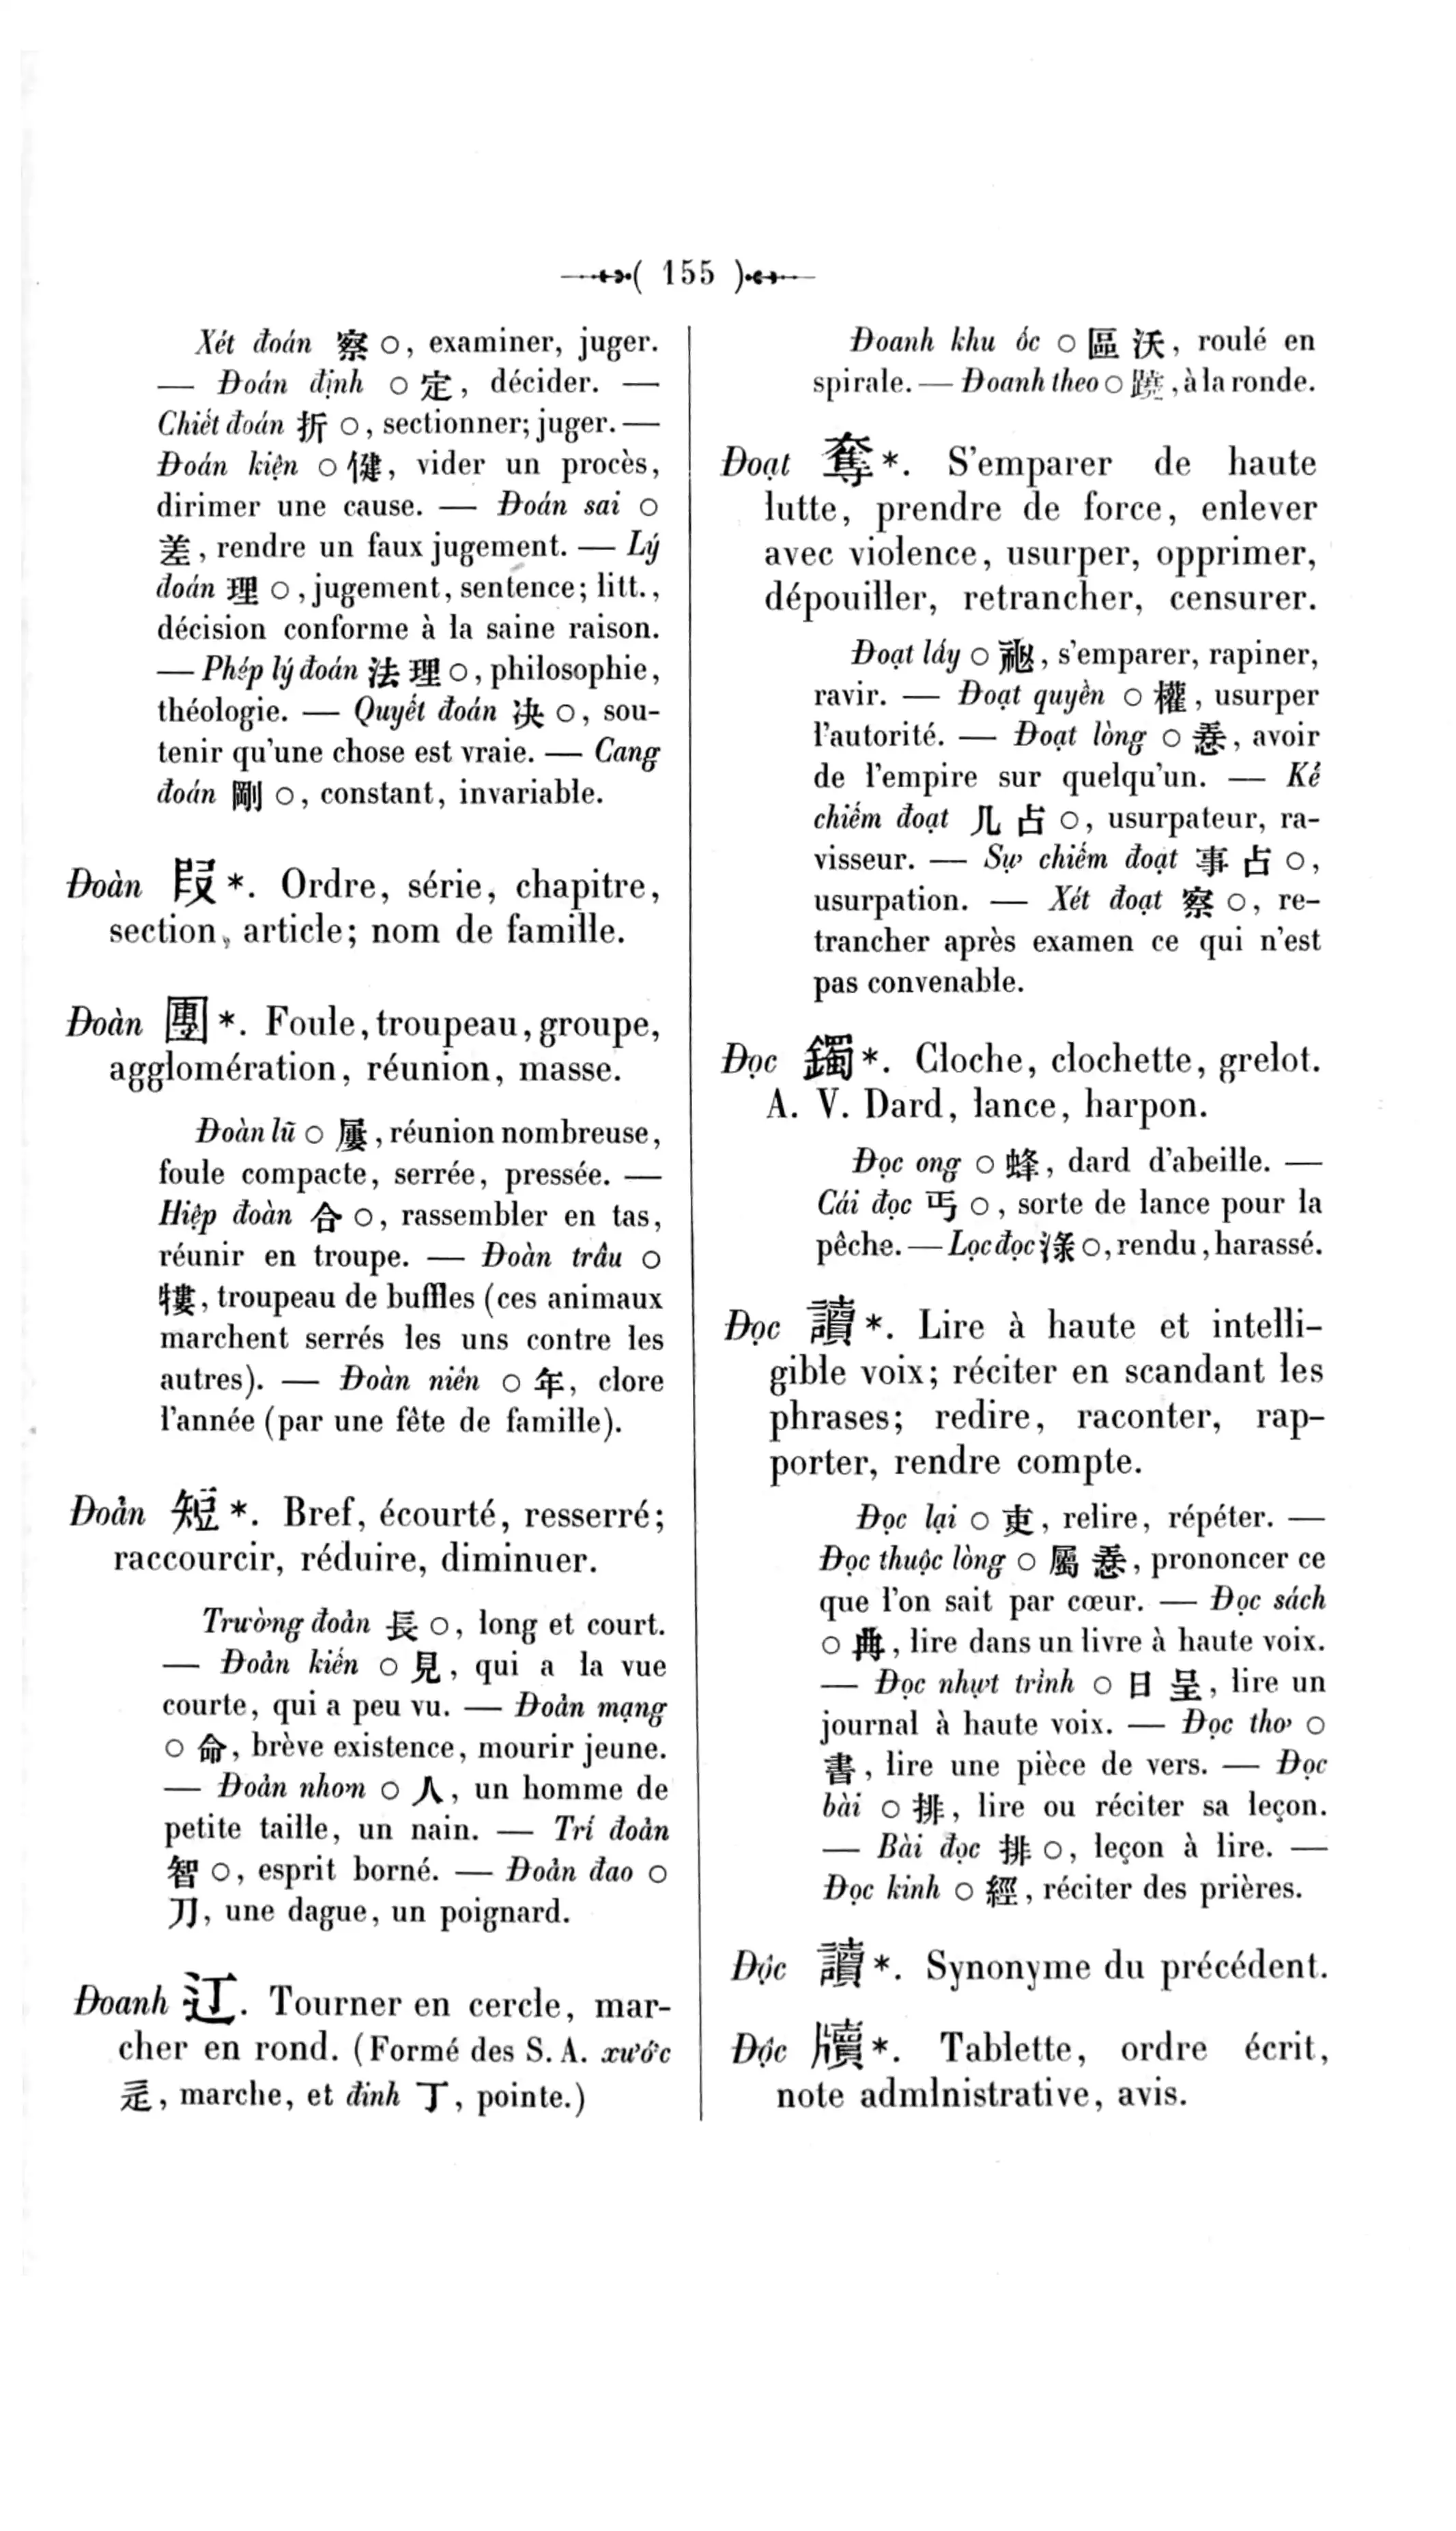 ( 155 )
Xét đoán 察 ○, examiner, juger.
— Đoán định ○ 定, décider. —
Chiết đoán 折 ○, sectionner; juger. —
Đoán kiện ○ 健, vider un procès,
dirimer une cause. — Đoán sai ○
差, rendre un faux jugement. — Lý
đoán 理 ○, jugement, sentence; litt.,
décision conforme à la saine raison.
— Phép lý đoán 法 理 ○, philosophie,
théologie. — Quyết đoán 决 ○, sou-
tenir qu'une chose est vraie. — Cang
đoán 剛 ○, constant, invariable.
Đoàn 段 *. Ordre, série, chapitre,
section, article; nom de famille.
Đoàn 團 *. Foule, troupeau, groupe,
agglomération, réunion, masse.
Đoàn lũ ○ 屢, réunion nombreuse,
foule compacte, serrée, pressée. —
Hiệp đoàn 合 ○, rassembler en tas,
réunir en troupe. — Đoàn trâu ○
, troupeau de buffles (ces animaux
marchent serrés les uns contre les
autres). — Đoàn niên ○ 年, clore
l'année (par une fête de famille).
Đoản 短 *. Bref, écourté, resserré;
raccourcir, réduire, diminuer.
Trường đoản 長 ○, long et court.
— Đoản kiến ○ 見, qui a la vue
courte, qui a peu vu. — Đoản mạng
○ 命, brève existence, mourir jeune.
— Đoản nhơn ○ 人, un homme de
petite taille, un nain. — Trí đoản
智 ○, esprit borné. — Đoản đao ○
刀, une dague, un poignard.
Đoanh 辽. Tourner en cercle, mar-
cher en rond. (Formé des S. A. xước
辵, marche, et đinh 丁, pointe.)
Đoanh khu ốc ○ 區 沃, roulé en
spirale. — Đoanh theo ○ , à la ronde.
Đoạt 奪 *. S'emparer de haute
lutte, prendre de force, enlever
avec violence, usurper, opprimer,
dépouiller, retrancher, censurer.
Đoạt lấy ○ , s'emparer, rapiner,
ravir. — Đoạt quyền ○ 權, usurper
l'autorité. — Đoạt lòng ○ , avoir
de l'empire sur quelqu'un. — Kẻ
chiếm đoạt 几 占 ○, usurpateur, ra-
visseur. — Sự chiếm đoạt 事 占 ○,
usurpation. — Xét đoạt 察 ○, re-
trancher après examen ce qui n'est
pas convenable.
Đọc 鐲 *. Cloche, clochette, grelot.
A. V. Dard, lance, harpon.
Đọc ong ○ 蜂, dard d'abeille. —
Cái đọc 丐 ○, sorte de lance pour la
pêche. — Lọc đọc ○, rendu, harassé.
Đọc 讀 *. Lire à haute et intelli-
gible voix; réciter en scandant les
phrases; redire, raconter, rap-
porter, rendre compte.
Đọc lại ○ 吏, relire, répéter. —
Đọc thuộc lòng ○ 屬 , prononcer ce
que l'on sait par cœur. — Đọc sách
○ , lire dans un livre à haute voix.
— Đọc nhựt trình ○ 日 呈, lire un
journal à haute voix. — Đọc thơ ○
書, lire une pièce de vers. — Đọc
bài ○ 排, lire ou réciter sa leçon.
— Bài đọc 排 ○, leçon à lire. —
Đọc kinh ○ 經, réciter des prières.
Độc 讀 *. Synonyme du précédent.
Độc 牘 *. Tablette, ordre écrit,
note admlnistrative, avis.